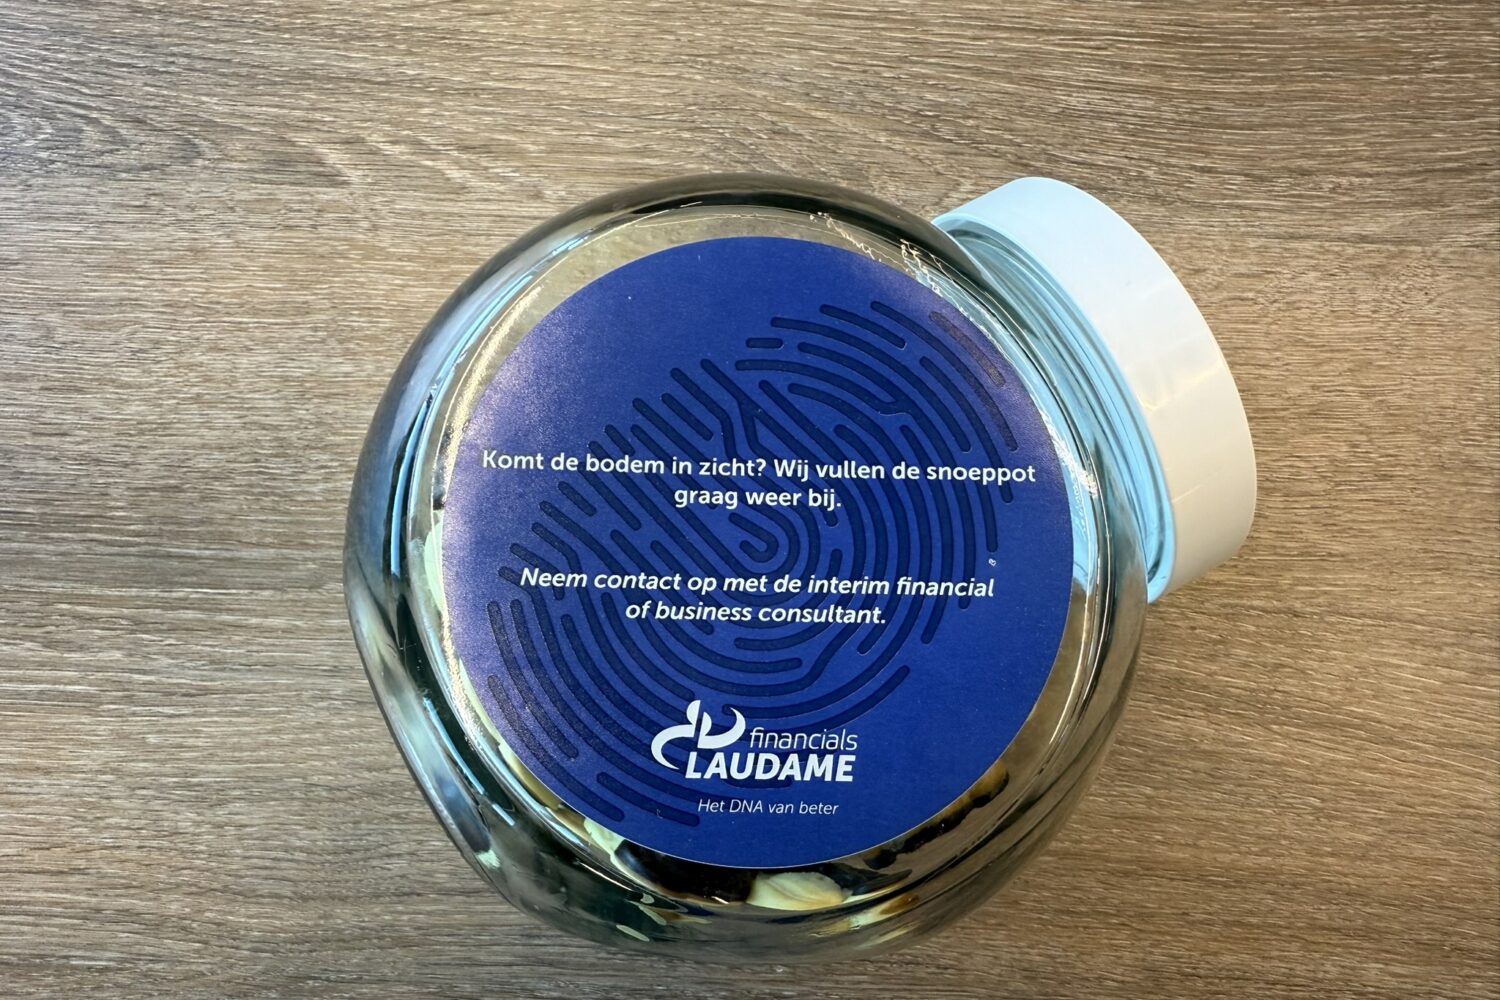 Komt de bodem in zicht? Wij vullen de snoeppot
graag weer bij.
Neem contact op met de interim financial
of business consultant.
financials
LAUDAME
Het DNA van beter